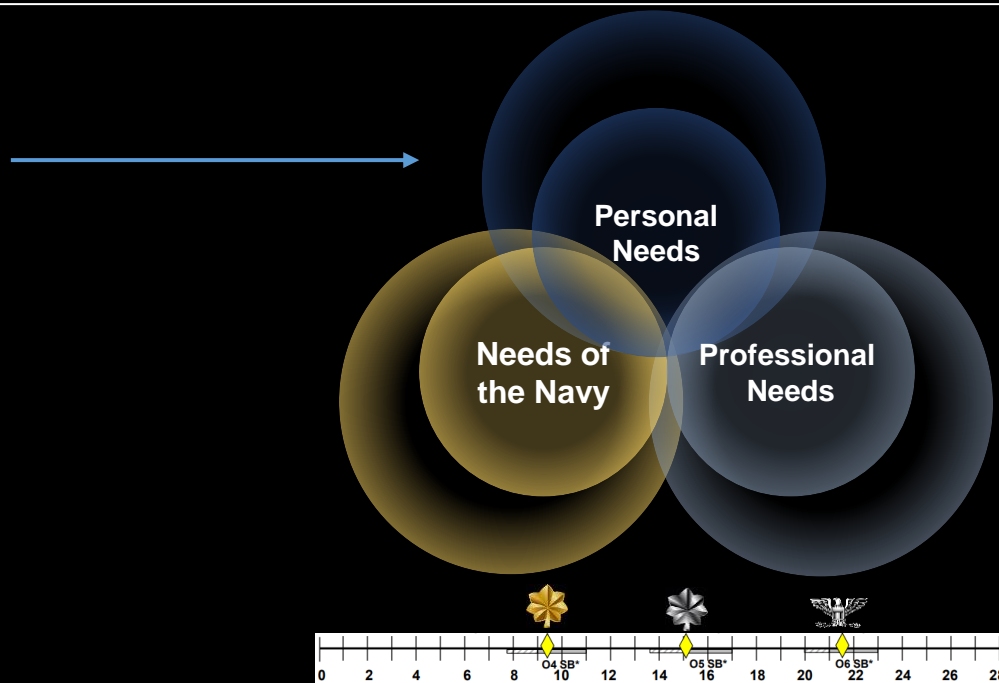 Personal
Needs
Needs of
the Navy
Professional
Needs
O4 SB* O5 SB* O6 SB*
0 2 4 6 8 10 12 14 16 18 20 22 24 26 28